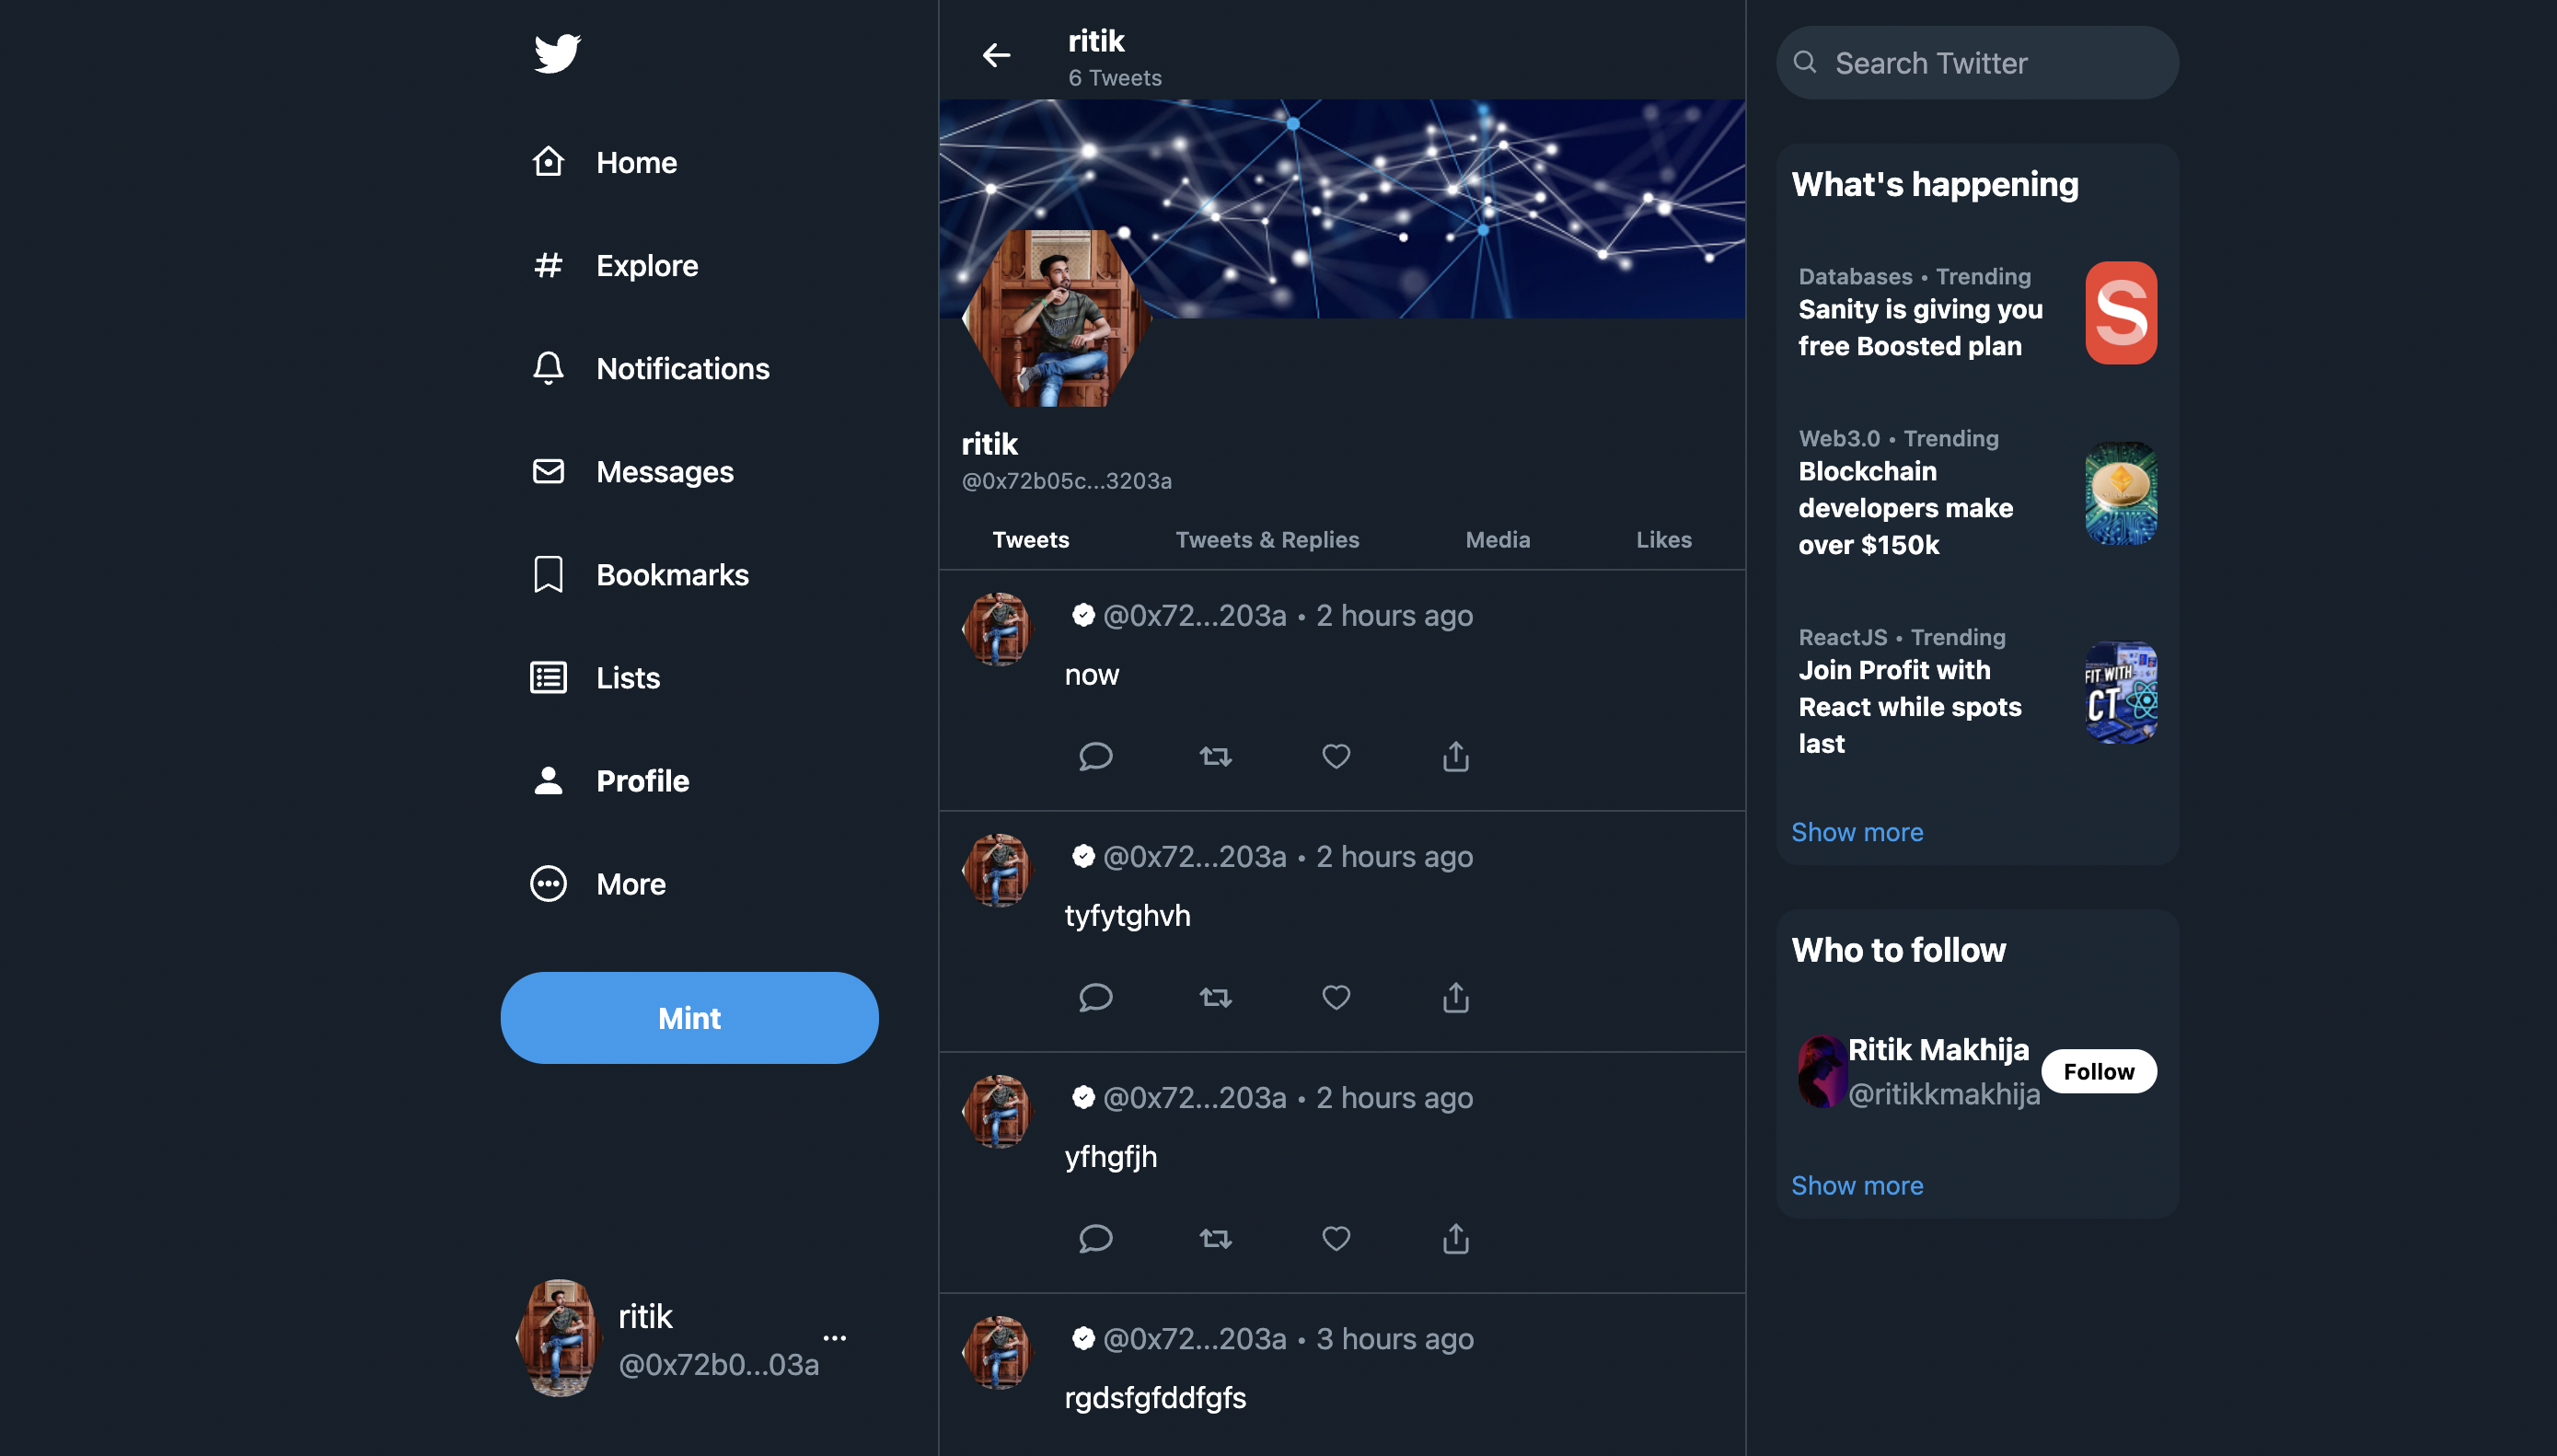 Home
Explore
Notifications
Messages
Bookmarks
Lists
Profile
More
Mint
ritik
@0x72b0...03a
ritik
6 Tweets
ritik
@0x72b05c...3203a
Tweets
Tweets & Replies
Media
Likes
@0x72...203a • 2 hours ago
now
@0x72...203a • 2 hours ago
tyfytghvh
@0x72...203a • 2 hours ago
yfhgfjh
@0x72...203a • 3 hours ago
rgdsfgfddfgfs
Search Twitter
What's happening
Databases • Trending
Sanity is giving you
free Boosted plan
S
Web3.0 • Trending
Blockchain
developers make
over $150k
ReactJS • Trending
Join Profit with
React while spots
last
FIT WITH
CT
Show more
Who to follow
Ritik Makhija
@ritikkmakhija
Follow
Show more